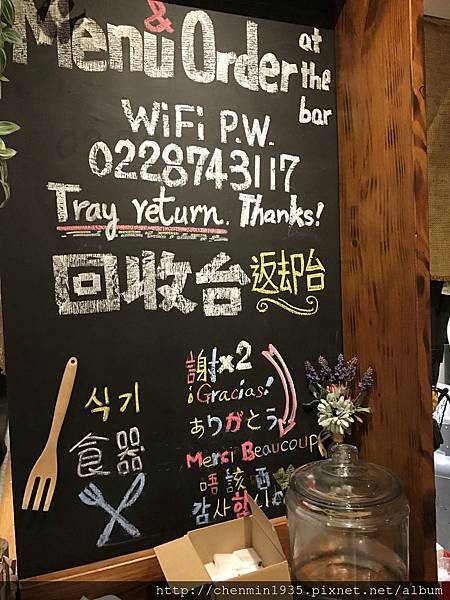 Menu & Order at the bar
WiFi P.W.
0228743117
Tray return. Thanks!
回收台 返却台
식기
食器
謝x2
¡Gracias!
ありがとう
Merci Beaucoup
唔該
감사합니
http://chenmin1935.pixnet.net/album